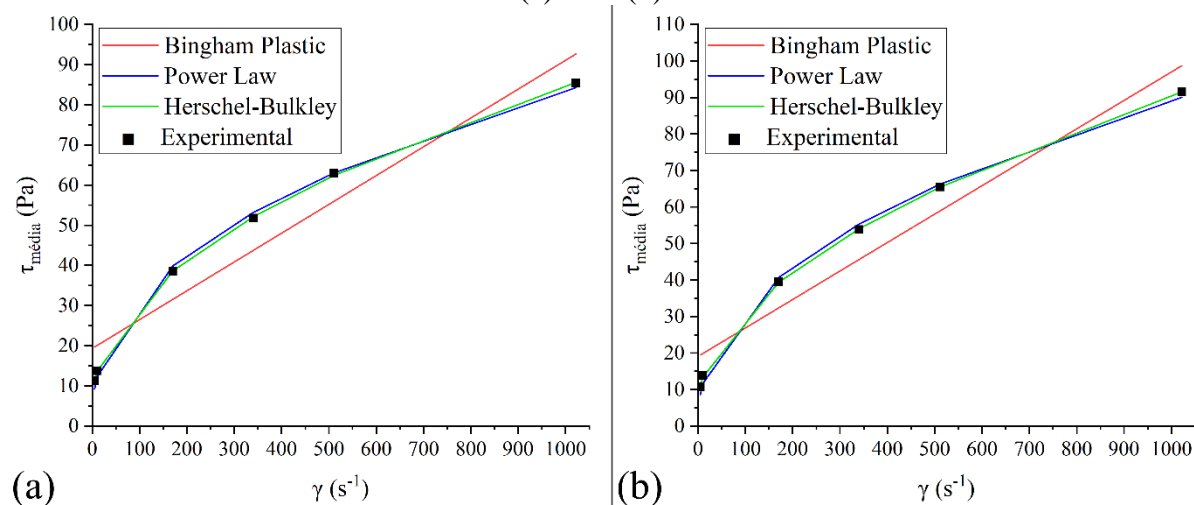 100
90
80
70
60
50
40
30
20
10
0
τmédia (Pa)
Bingham Plastic
Power Law
Herschel-Bulkley
Experimental
0 100 200 300 400 500 600 700 800 900 1000
(a) γ (s-1)
110
100
90
80
70
60
50
40
30
20
10
0
τmédia (Pa)
Bingham Plastic
Power Law
Herschel-Bulkley
Experimental
0 100 200 300 400 500 600 700 800 900 1000
(b) γ (s-1)